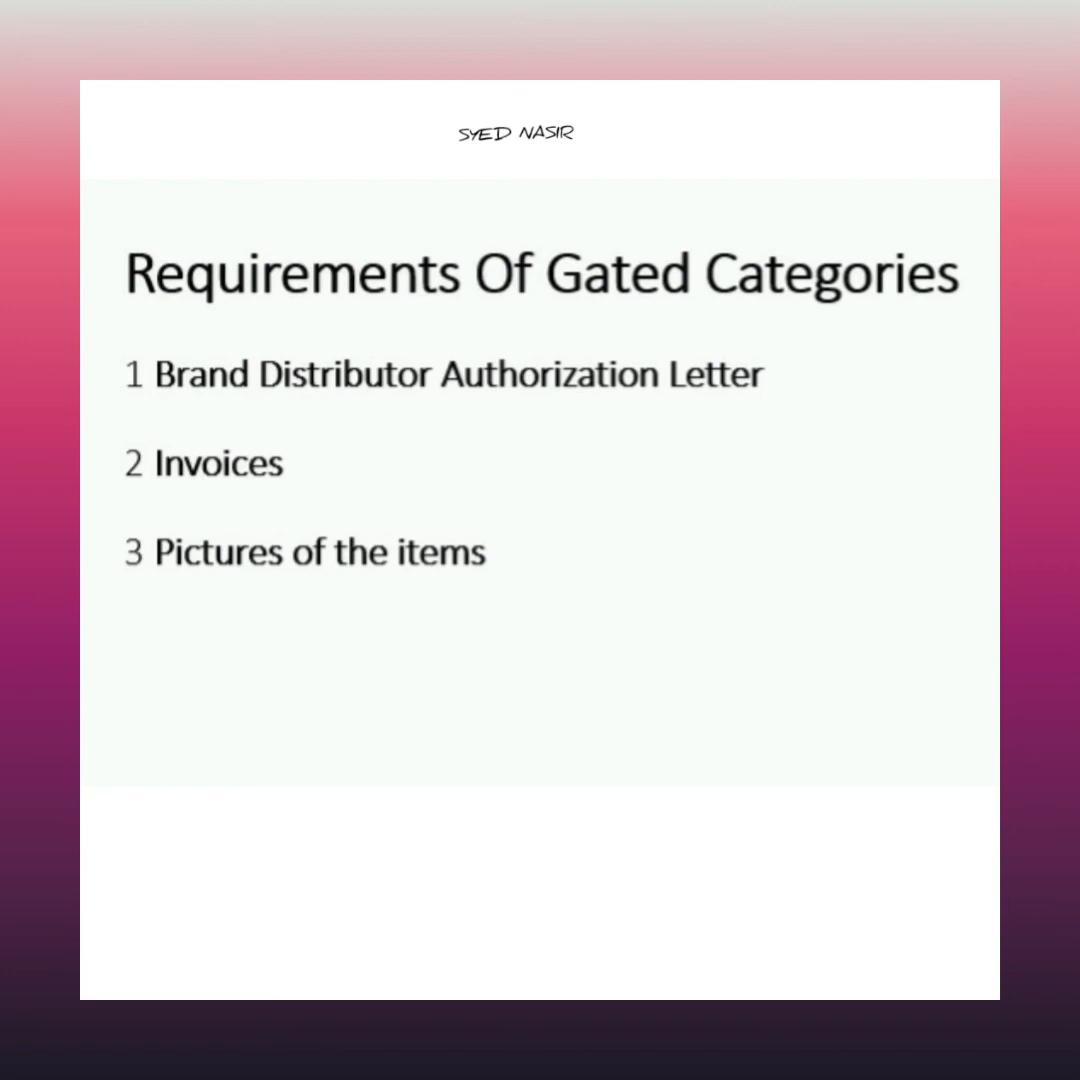 SYED NASIR
Requirements Of Gated Categories
1 Brand Distributor Authorization Letter
2 Invoices
3 Pictures of the items